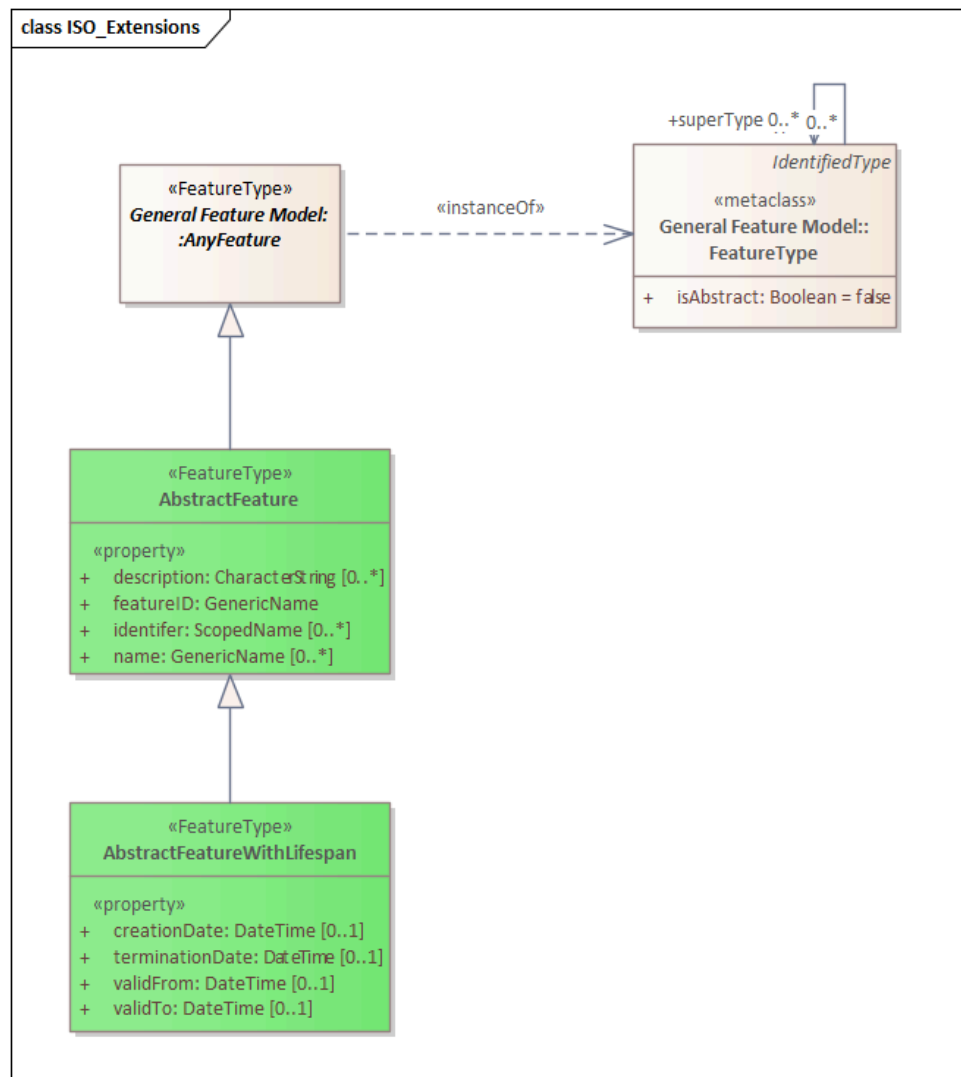 class ISO_Extensions
+superType 0..* 0..*
IdentifiedType
«metaclass»
General Feature Model::
FeatureType
+ isAbstract: Boolean = false
«instanceOf»
«FeatureType»
General Feature Model:
:AnyFeature
«FeatureType»
AbstractFeature
«property»
+ description: CharacterString [0..*]
+ featureID: GenericName
+ identifer: ScopedName [0..*]
+ name: GenericName [0..*]
«FeatureType»
AbstractFeatureWithLifespan
«property»
+ creationDate: DateTime [0..1]
+ terminationDate: DateTime [0..1]
+ validFrom: DateTime [0..1]
+ validTo: DateTime [0..1]